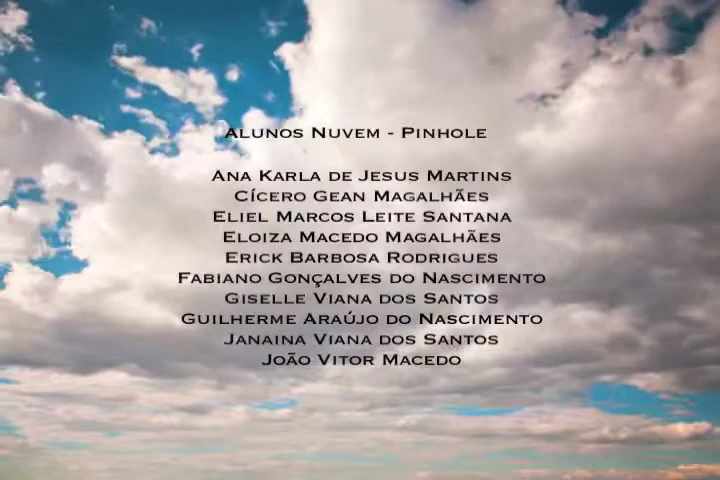 Alunos Nuvem - Pinhole
Ana Karla de Jesus Martins
Cícero Gean Magalhães
Eliel Marcos Leite Santana
Eloiza Macedo Magalhães
Erick Barbosa Rodrigues
Fabiano Gonçalves do Nascimento
Giselle Viana dos Santos
Guilherme Araújo do Nascimento
Janaina Viana dos Santos
João Vitor Macedo